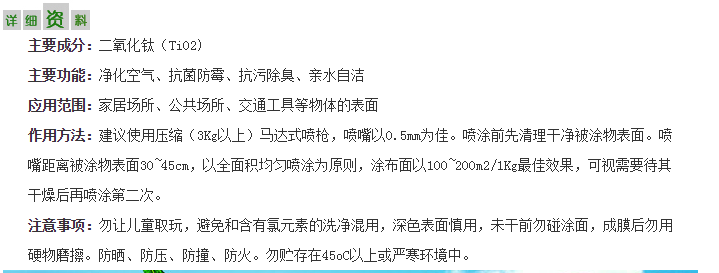 详细资料
主要成分：二氧化钛（TiO2)
主要功能：净化空气、抗菌防霉、抗污除臭、亲水自洁
应用范围：家居场所、公共场所、交通工具等物体的表面
作用方法：建议使用压缩（3Kg以上）马达式喷枪，喷嘴以0.5mm为佳。喷涂前先清理干净被涂物表面。喷
嘴距离被涂物表面30~45cm，以全面积均匀喷涂为原则，涂布面以100~200m2/1Kg最佳效果，可视需要待其
干燥后再喷涂第二次。
注意事项：勿让儿童取玩，避免和含有氯元素的洗净混用，深色表面慎用，未干前勿碰涂面，成膜后勿用
硬物磨擦。防晒、防压、防撞、防火。勿贮存在45oC以上或严寒环境中。